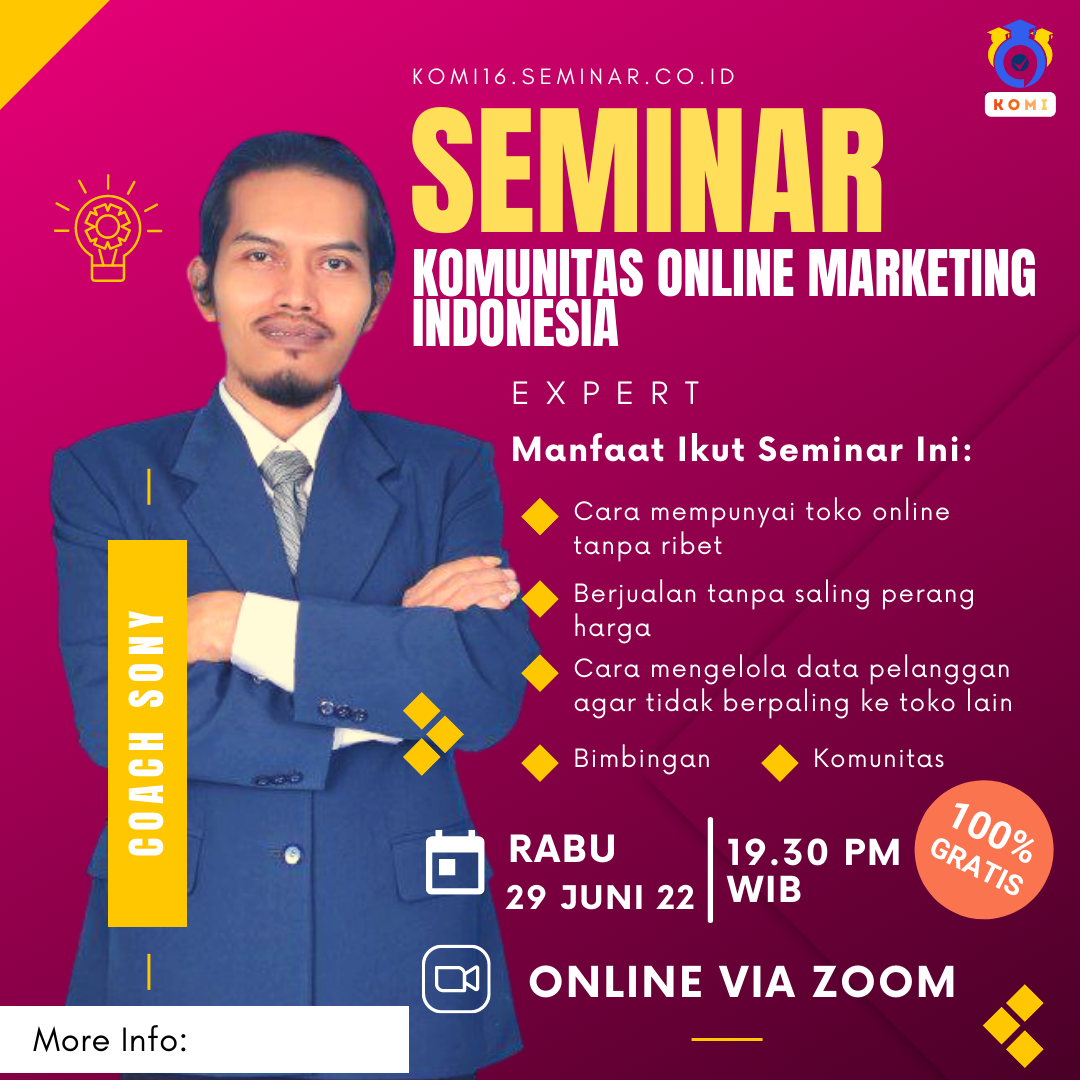 KOMI16.SEMINAR.CO.ID
KOMI
SEMINAR
KOMUNITAS ONLINE MARKETING
INDONESIA
EXPERT
Manfaat Ikut Seminar Ini:
Cara mempunyai toko online
tanpa ribet
Berjualan tanpa saling perang
harga
Cara mengelola data pelanggan
agar tidak berpaling ke toko lain
Bimbingan
Komunitas
COACH SONY
RABU
29 JUNI 22
19.30 PM
WIB
100%
GRATIS
ONLINE VIA ZOOM
More Info: